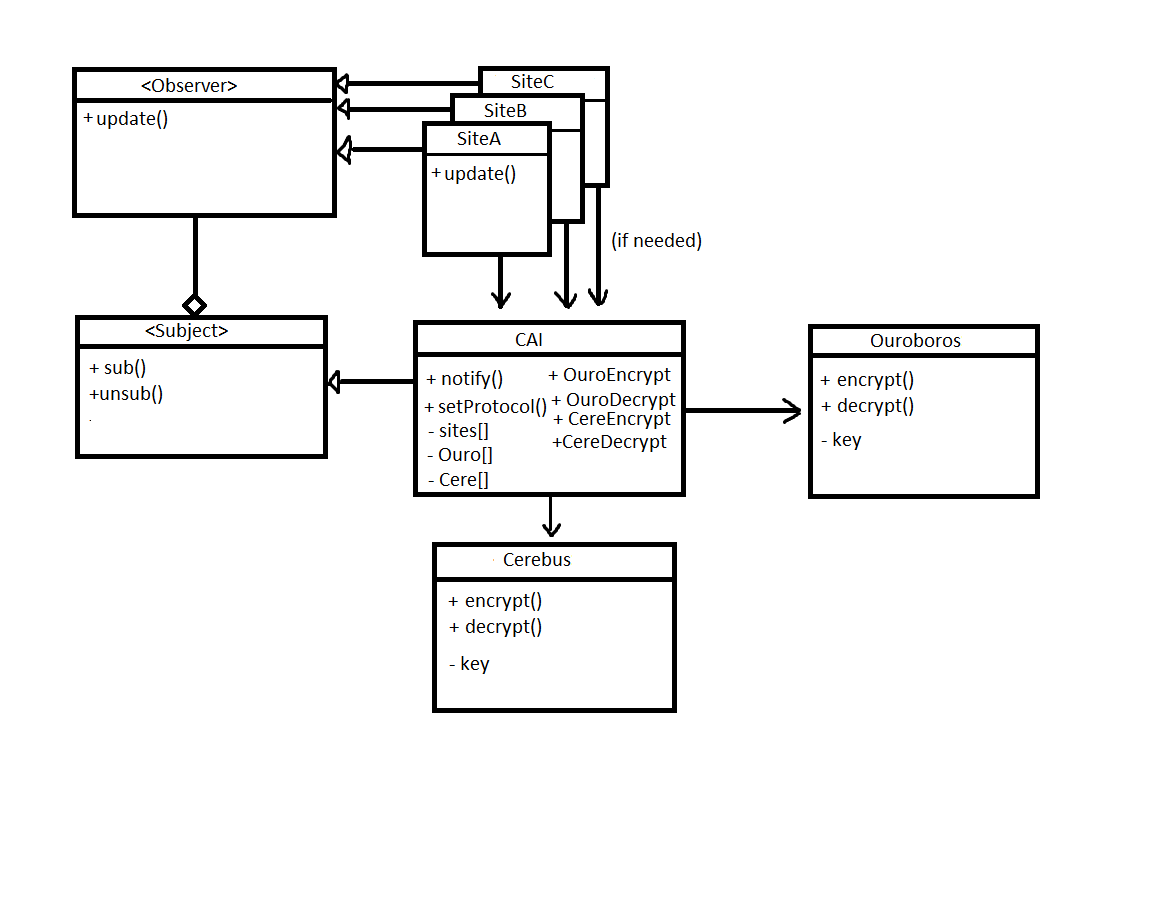 <Observer>
+ update()
SiteC
SiteB
SiteA
+ update()
(if needed)
<Subject>
+ sub()
+unsub()
CAI
+ notify()
+ setProtocol()
- sites[]
- Ouro[]
- Cere[]
+ OuroEncrypt
+ OuroDecrypt
+ CereEncrypt
+CereDecrypt
Ouroboros
+ encrypt()
+ decrypt()
- key
Cerebus
+ encrypt()
+ decrypt()
- key